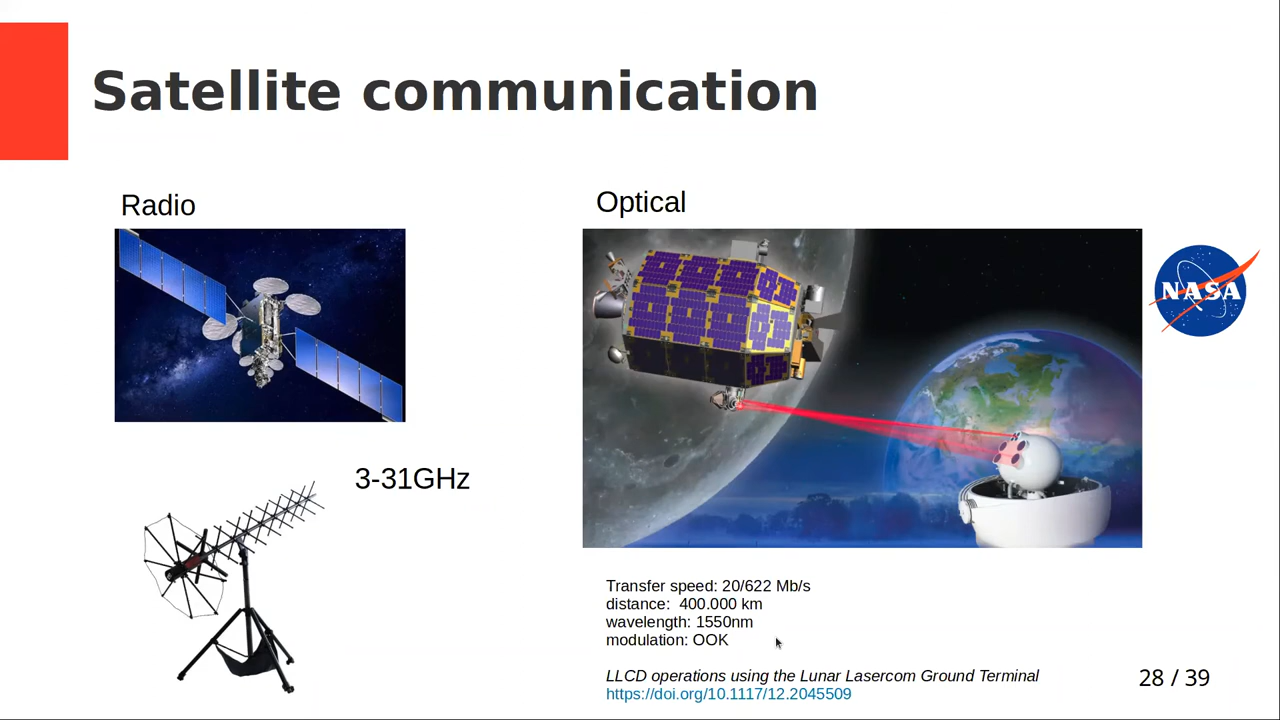 Satellite communication
Radio
Optical
NASA
3-31GHz
Transfer speed: 20/622 Mb/s
distance:  400.000 km
wavelength: 1550nm
modulation: OOK
LLCD operations using the Lunar Lasercom Ground Terminal
https://doi.org/10.1117/12.2045509
28 / 39